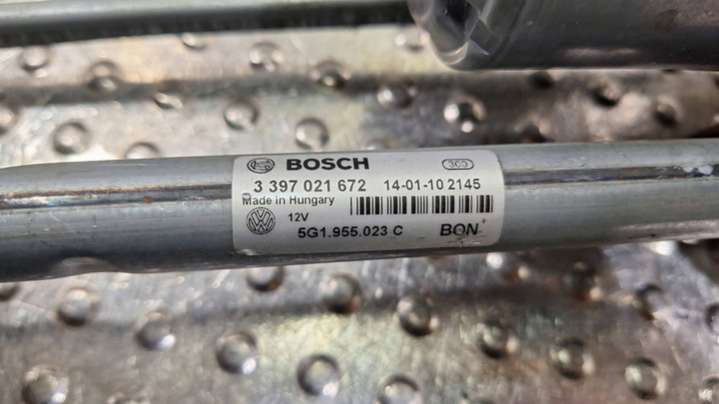 BOSCH
3 397 021 672 14-01-10 2145
Made in Hungary
12V
5G1.955.023 C BON